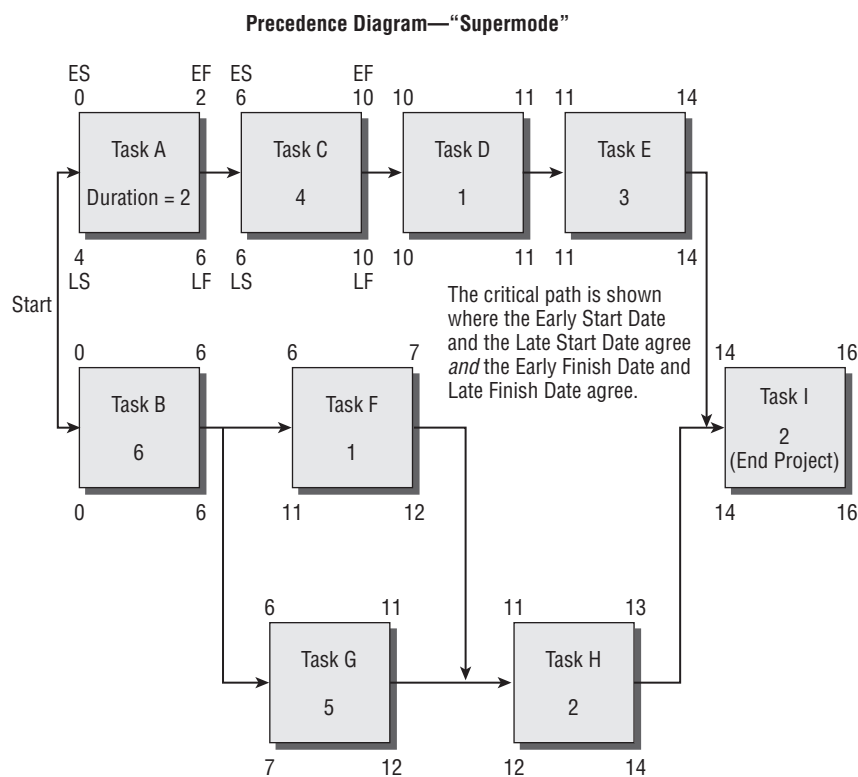 Precedence Diagram—“Supermode”
ES EF ES EF
0 2 6 10 10 11 11 14
Task A Task C Task D Task E
Duration = 2 4 1 3
4 6 6 10 10 11 11 14
LS LF LS LF
Start
The critical path is shown
where the Early Start Date
and the Late Start Date agree
and the Early Finish Date and
Late Finish Date agree.
0 6 6 7 14 16
Task B Task F Task I
6 1 2
(End Project)
0 6 11 12 14 16
6 11 11 13
Task G Task H
5 2
7 12 12 14